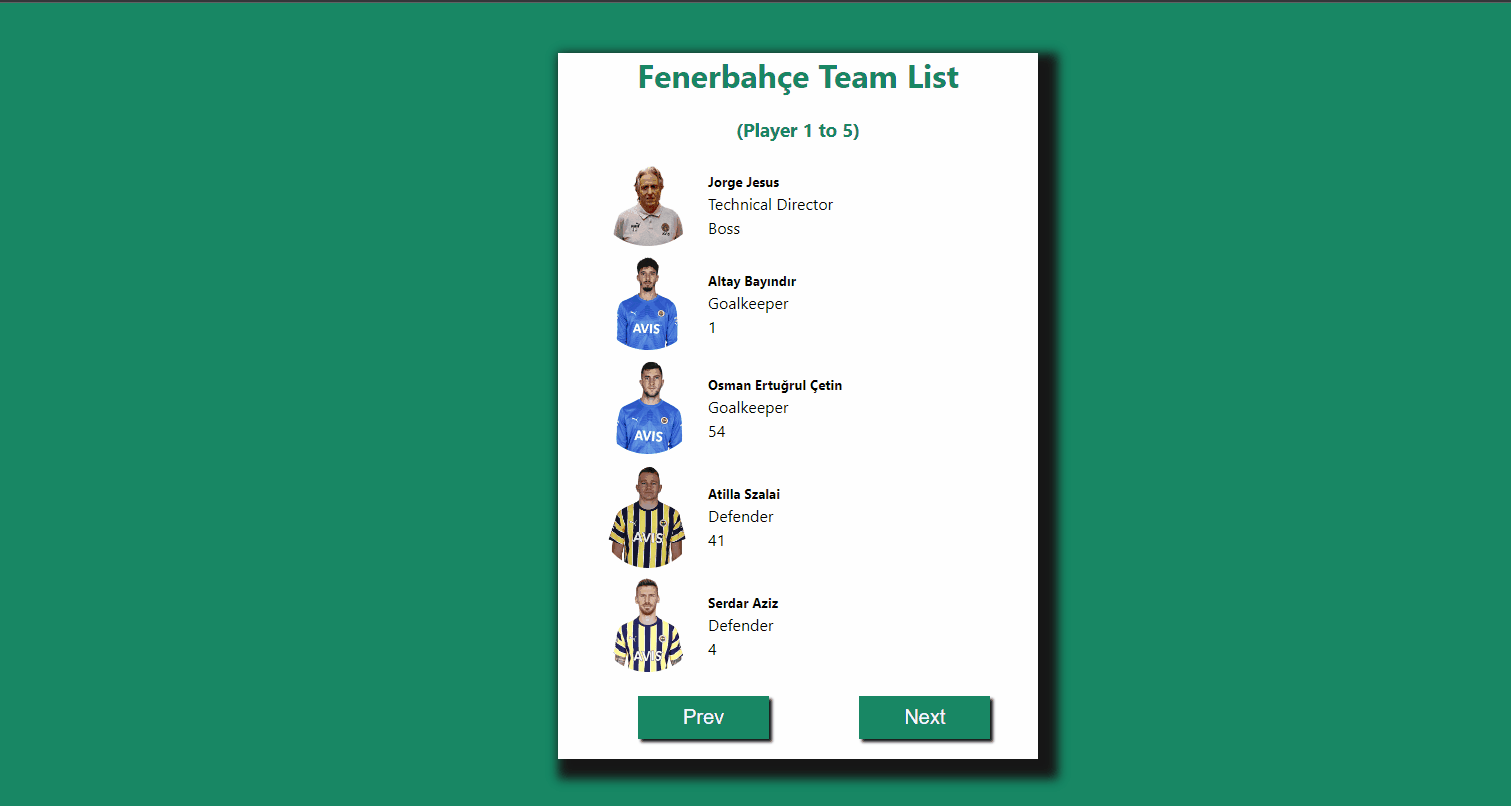 Fenerbahçe Team List
(Player 1 to 5)
Jorge Jesus
Technical Director
Boss
Altay Bayındır
Goalkeeper
1
AVIS
Osman Ertuğrul Çetin
Goalkeeper
54
AVIS
Atilla Szalai
Defender
41
AVIS
Serdar Aziz
Defender
4
AVIS
Prev
Next